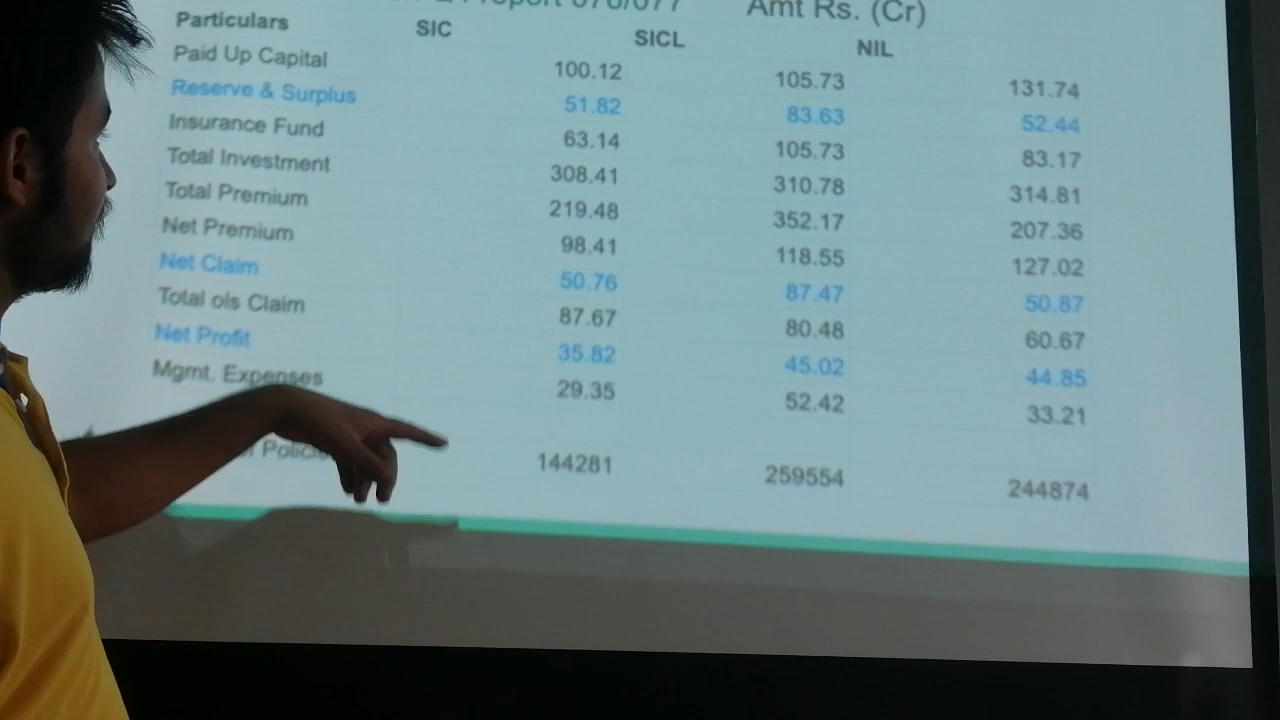 report 076/077 Amt Rs. (Cr)
Particulars SIC SICL NIL
Paid Up Capital 100.12 105.73 131.74
Reserve & Surplus 51.82 83.63 52.44
Insurance Fund 63.14 105.73 83.17
Total Investment 308.41 310.78 314.81
Total Premium 219.48 352.17 207.36
Net Premium 98.41 118.55 127.02
Net Claim 50.76 87.47 50.87
Total ols Claim 87.67 80.48 60.67
Net Profit 35.82 45.02 44.85
Mgmt. Expenses 29.35 52.42 33.21
144281 259554 244874